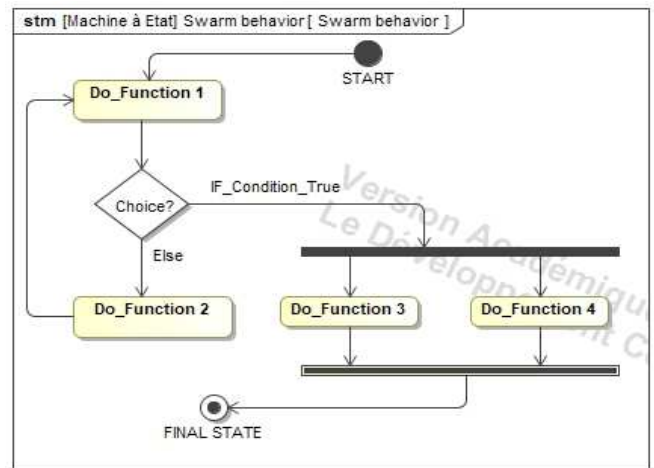 stm [Machine à Etat] Swarm behavior [ Swarm behavior ]
START
Do_Function 1
Choice?
IF_Condition_True
Else
Do_Function 2
Do_Function 3
Do_Function 4
FINAL STATE
Version Académique
Le Développement C